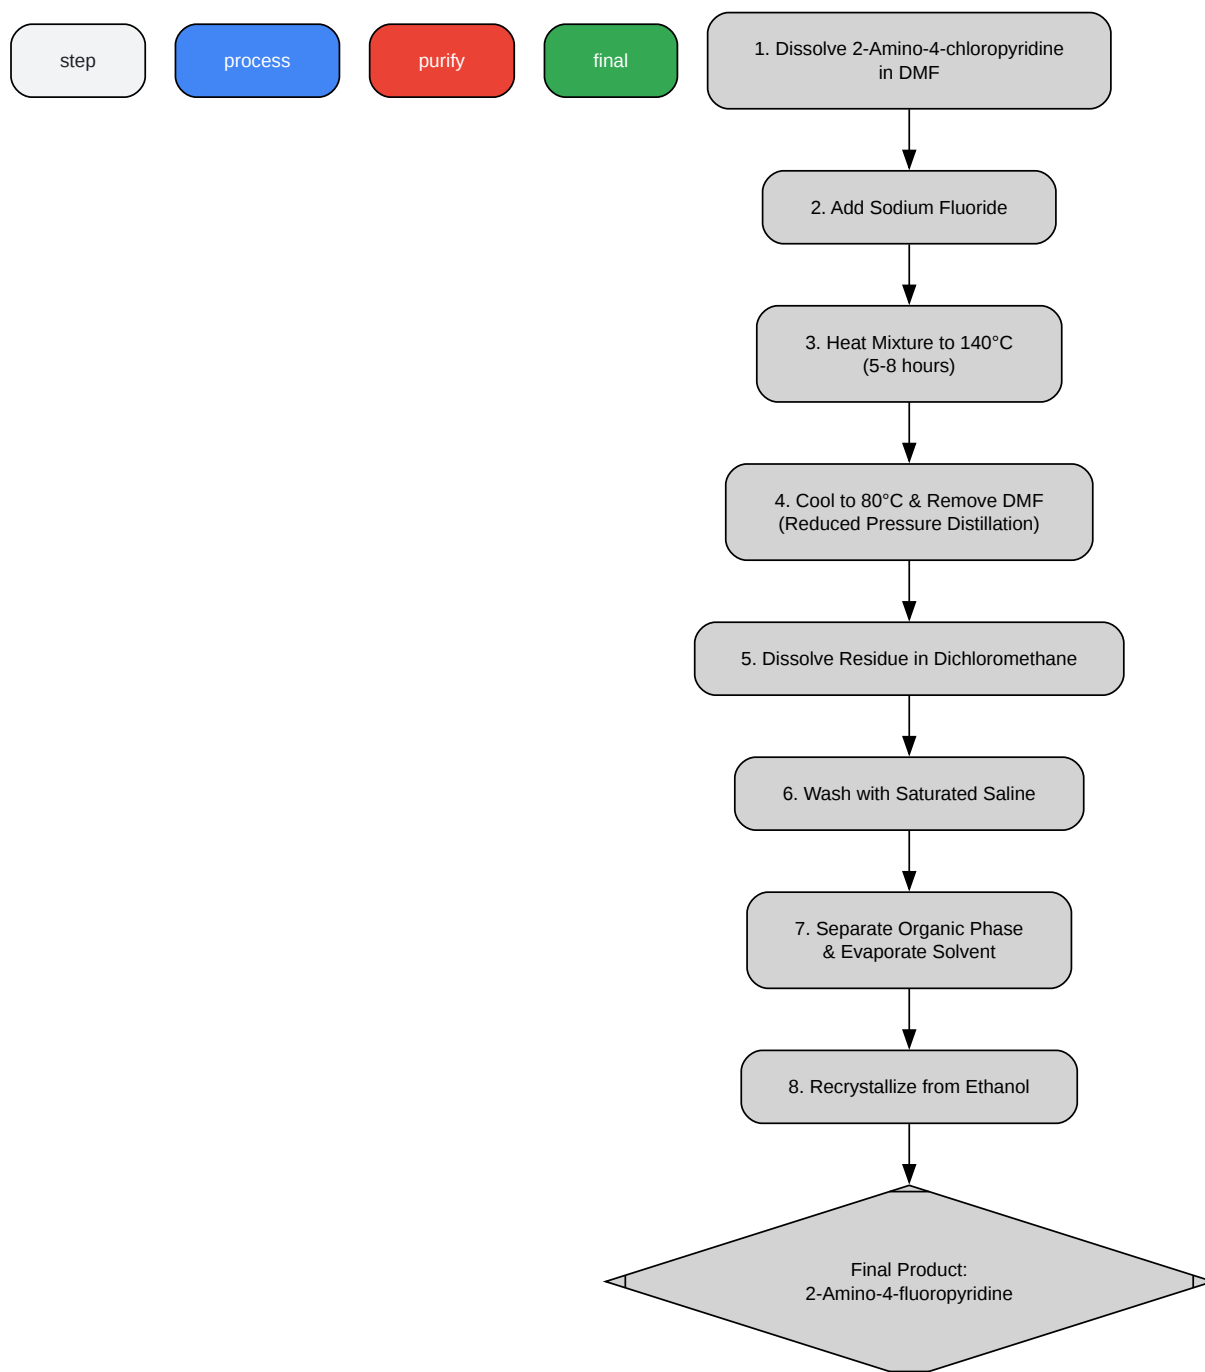 step
process
purify
final
1. Dissolve 2-Amino-4-chloropyridine
in DMF
2. Add Sodium Fluoride
3. Heat Mixture to 140°C
(5-8 hours)
4. Cool to 80°C & Remove DMF
(Reduced Pressure Distillation)
5. Dissolve Residue in Dichloromethane
6. Wash with Saturated Saline
7. Separate Organic Phase
& Evaporate Solvent
8. Recrystallize from Ethanol
Final Product:
2-Amino-4-fluoropyridine